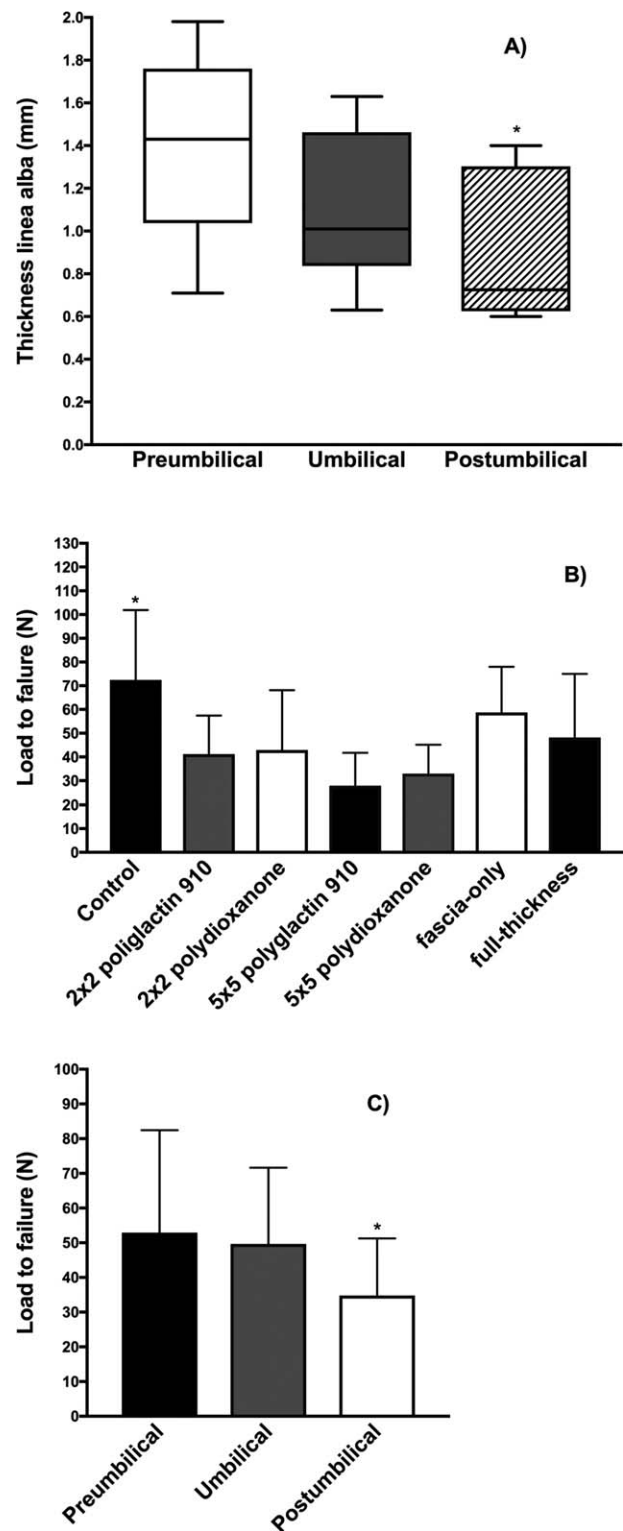 A)
Thickness linea alba (mm)
2.0
1.8
1.6
1.4
1.2
1.0
0.8
0.6
0.4
0.2
0.0
*
Preumbilical Umbilical Postumbilical
B)
Load to falure (N)
130
120
110
100
90
80
70
60
50
40
30
20
10
0
*
Control
2x2 poliglactin 910
2x2 polydioxanone
5x5 polyglactin 910
5x5 polydioxanone
fascia-only
full-thickness
C)
Load to failure (N)
100
90
80
70
60
50
40
30
20
10
0
*
Preumbilical
Umbilical
Postumbilical